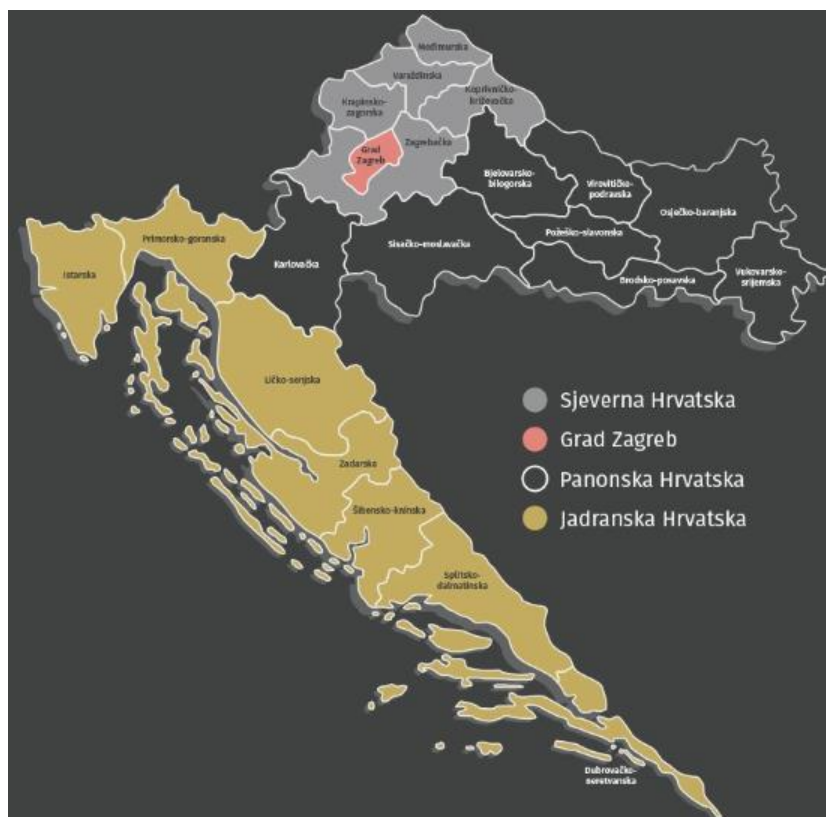 Međimurska
Varaždinska
Koprivničko-
križevačka
Krapinsko-
zagorska
Zagrebačka
Grad
Zagreb
Bjelovarsko-
bilogorska
Virovitičko-
podravska
Osječko-baranjska
Požeško-slavonska
Sisačko-moslavačka
Brodsko-posavska
Vukovarsko-
srijemska
Karlovačka
Primorsko-goranska
Istarska
Ličko-senjska
Zadarska
Šibensko-kninska
Splitsko-
dalmatinska
Dubrovačko-
neretvanska
Sjeverna Hrvatska
Grad Zagreb
Panonska Hrvatska
Jadranska Hrvatska